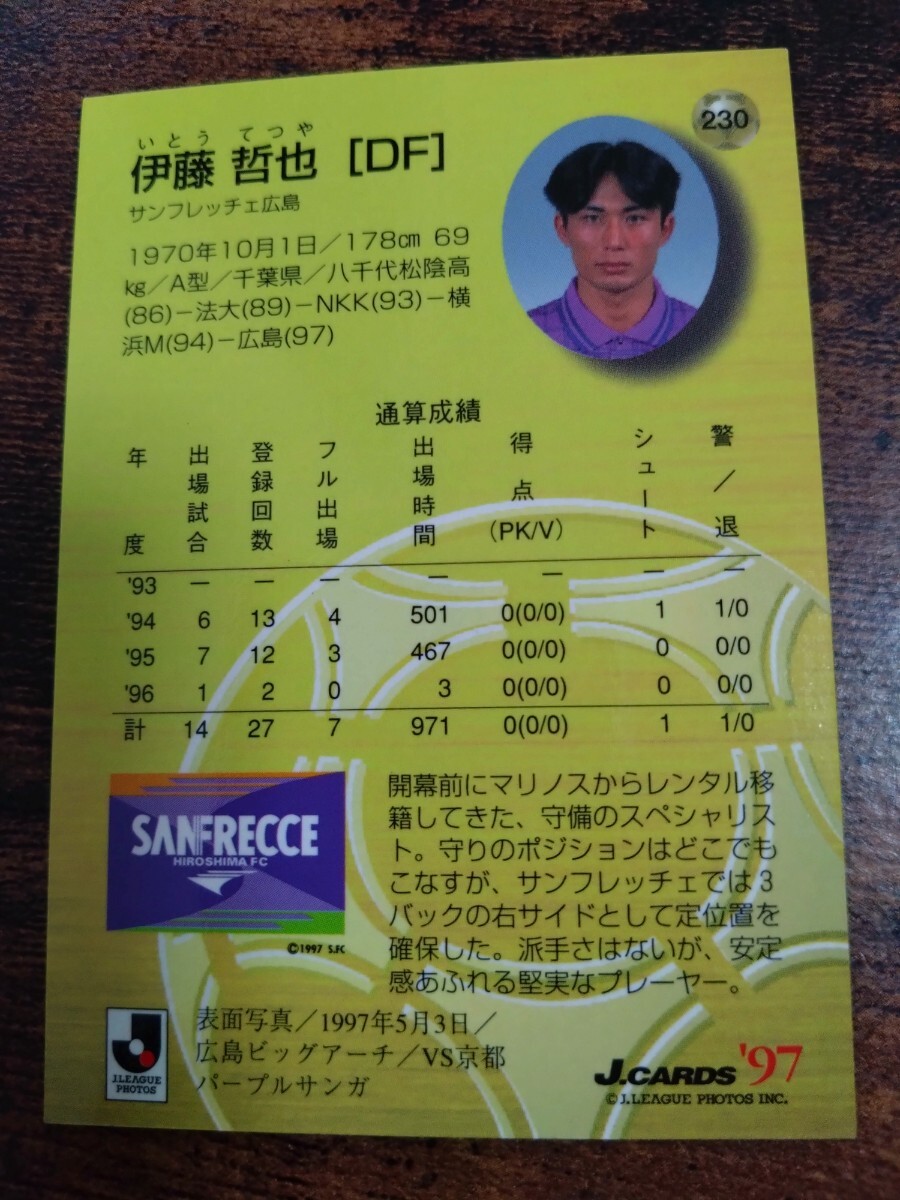 230
いとう てつや
伊藤 哲也 [DF]
サンフレッチェ広島
1970年10月1日／178㎝ 69
㎏／A型／千葉県／八千代松陰高
(86)－法大(89)－NKK(93)－横
浜M(94)－広島(97)
通算成績
年度 出場試合 登録回数 フル出場 出場時間 得点(PK/V) シュート 警／退
'93 － － － － － － －
'94 6 13 4 501 0(0/0) 1 1/0
'95 7 12 3 467 0(0/0) 0 0/0
'96 1 2 0 3 0(0/0) 0 0/0
計 14 27 7 971 0(0/0) 1 1/0
SANFRECCE
HIROSHIMA FC
©1997 S.FC
開幕前にマリノスからレンタル移
籍してきた、守備のスペシャリス
ト。守りのポジションはどこでも
こなすが、サンフレッチェでは3
バックの右サイドとして定位置を
確保した。派手さはないが、安定
感あふれる堅実なプレーヤー。
J.LEAGUE
PHOTOS
表面写真／1997年5月3日／
広島ビッグアーチ／VS京都
パープルサンガ
J.CARDS '97
©J.LEAGUE PHOTOS INC.